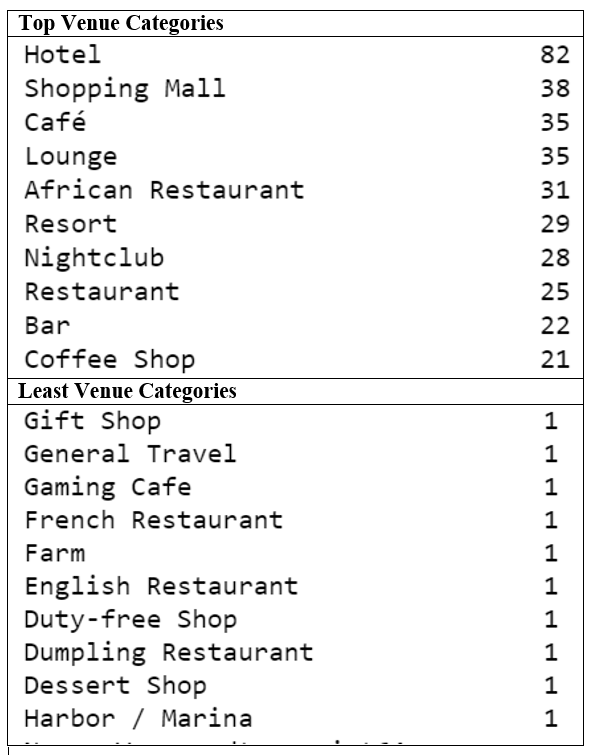 Top Venue Categories
Hotel 82
Shopping Mall 38
Café 35
Lounge 35
African Restaurant 31
Resort 29
Nightclub 28
Restaurant 25
Bar 22
Coffee Shop 21
Least Venue Categories
Gift Shop 1
General Travel 1
Gaming Cafe 1
French Restaurant 1
Farm 1
English Restaurant 1
Duty-free Shop 1
Dumpling Restaurant 1
Dessert Shop 1
Harbor / Marina 1